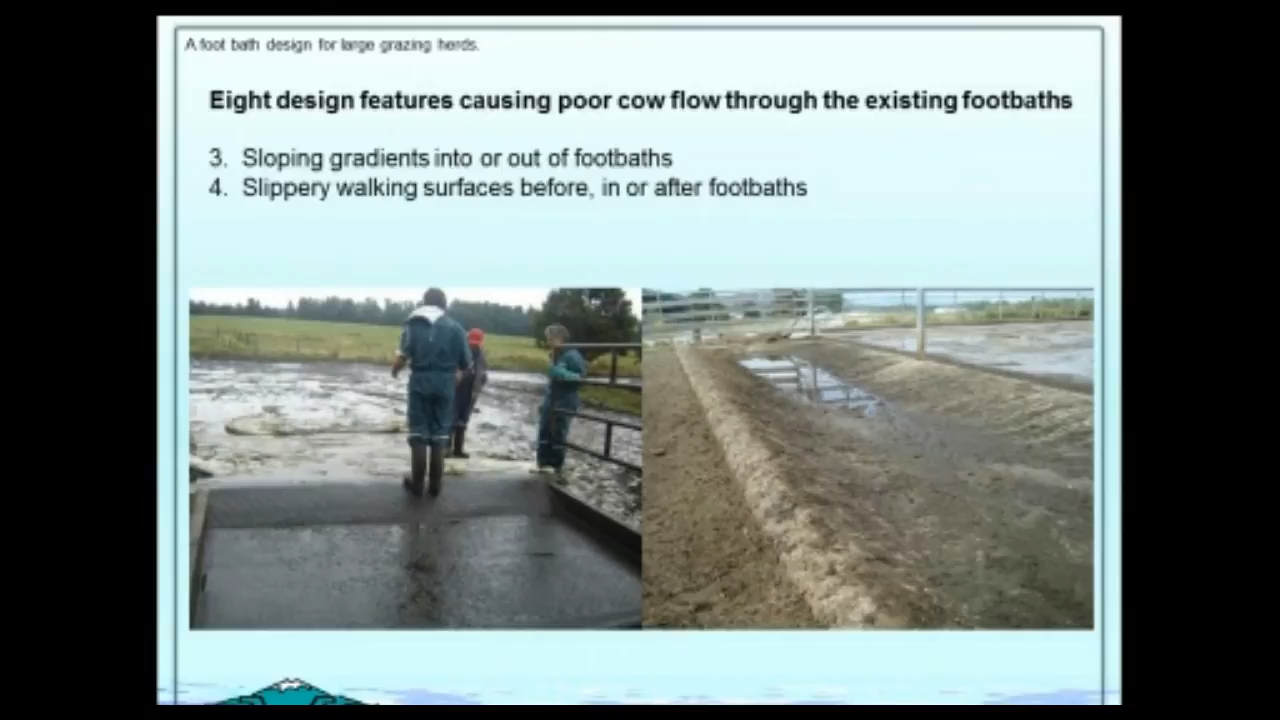 A foot bath design for large grazing herds.
Eight design features causing poor cow flow through the existing footbaths
3. Sloping gradients into or out of footbaths
4. Slippery walking surfaces before, in or after footbaths